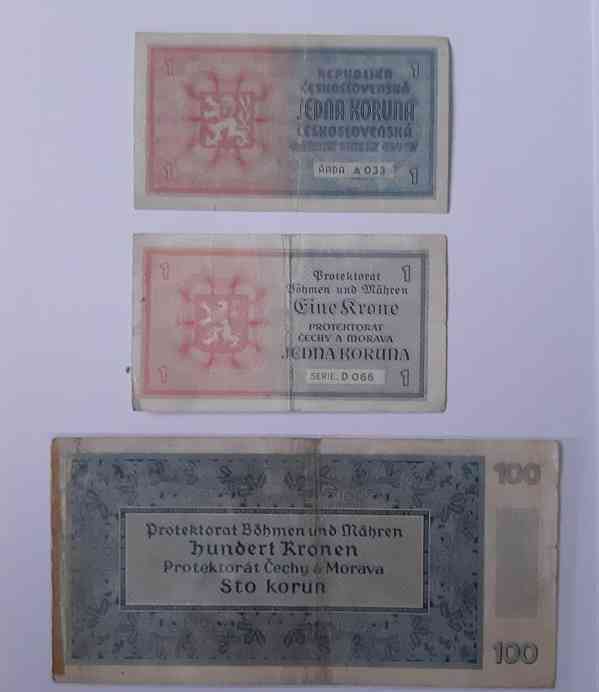 1
1
REPUBLIKA
ČESKOSLOVENSKÁ
JEDNA KORUNA
ČESKOSLOVENSKÁ
ŘADA A 033
1
1
1
1
Protektorat
Böhmen und Mähren
Eine Krone
PROTEKTORÁT
ČECHY A MORAVA
JEDNA KORUNA
SERIE. D 066
1
1
100
Protektorat Böhmen und Mähren
Hundert Kronen
Protektorát Čechy a Morava
Sto korun
100